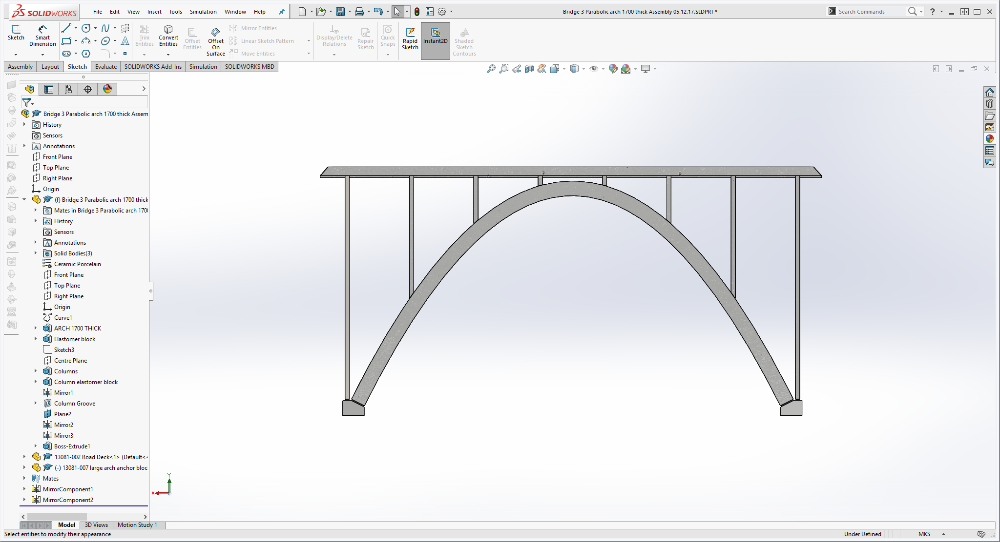 SOLIDWORKS File Edit View Insert Tools Simulation Window Help Bridge 3 Parabolic arch 1700 thick Assembly 05.12.17.SLDPRT * Search Commands ?
Sketch Smart Dimension Trim Entities Convert Entities Offset Entities Offset On Surface Mirror Entities Linear Sketch Pattern Move Entities Display/Delete Relations Repair Sketch Quick Snaps Rapid Sketch Instant2D Shaded Sketch Contours
Assembly Layout Sketch Evaluate SOLIDWORKS Add-Ins Simulation SOLIDWORKS MBD
Bridge 3 Parabolic arch 1700 thick Assem
History
Sensors
Annotations
Front Plane
Top Plane
Right Plane
Origin
(f) Bridge 3 Parabolic arch 1700 thick
Mates in Bridge 3 Parabolic arch 170
History
Sensors
Annotations
Solid Bodies(3)
Ceramic Porcelain
Front Plane
Top Plane
Right Plane
Origin
Curve1
ARCH 1700 THICK
Elastomer block
Sketch3
Centre Plane
Columns
Column elastomer block
Mirror1
Column Groove
Plane2
Mirror2
Mirror3
Boss-Extrude1
13081-002 Road Deck<1> (Default<<
(-) 13081-007 large arch anchor bloc
Mates
MirrorComponent1
MirrorComponent2
Y
X
Z
Model 3D Views Motion Study 1
Select entities to modify their appearance Under Defined MKS